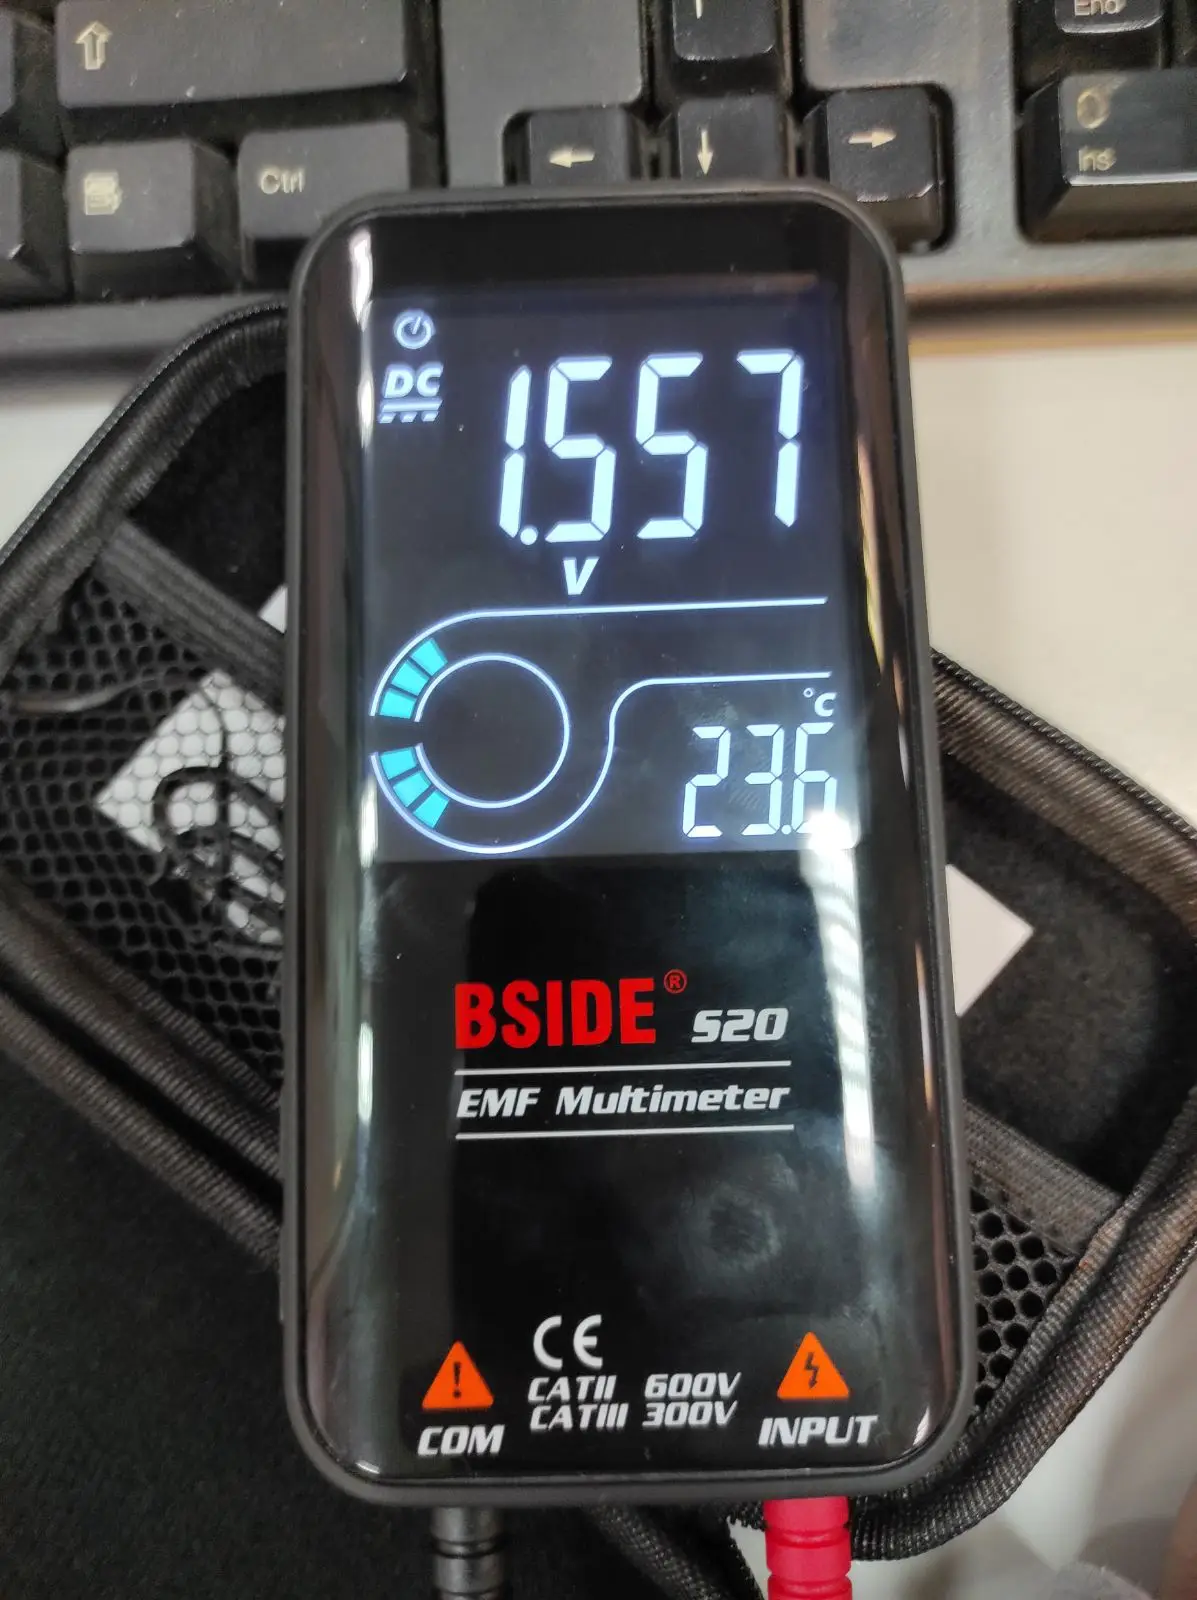 End
Ctrl
0
Ins
DC
1.557
V
°C
23.6
BSIDE® S20
EMF Multimeter
CE
CATII 600V
CATIII 300V
COM
INPUT